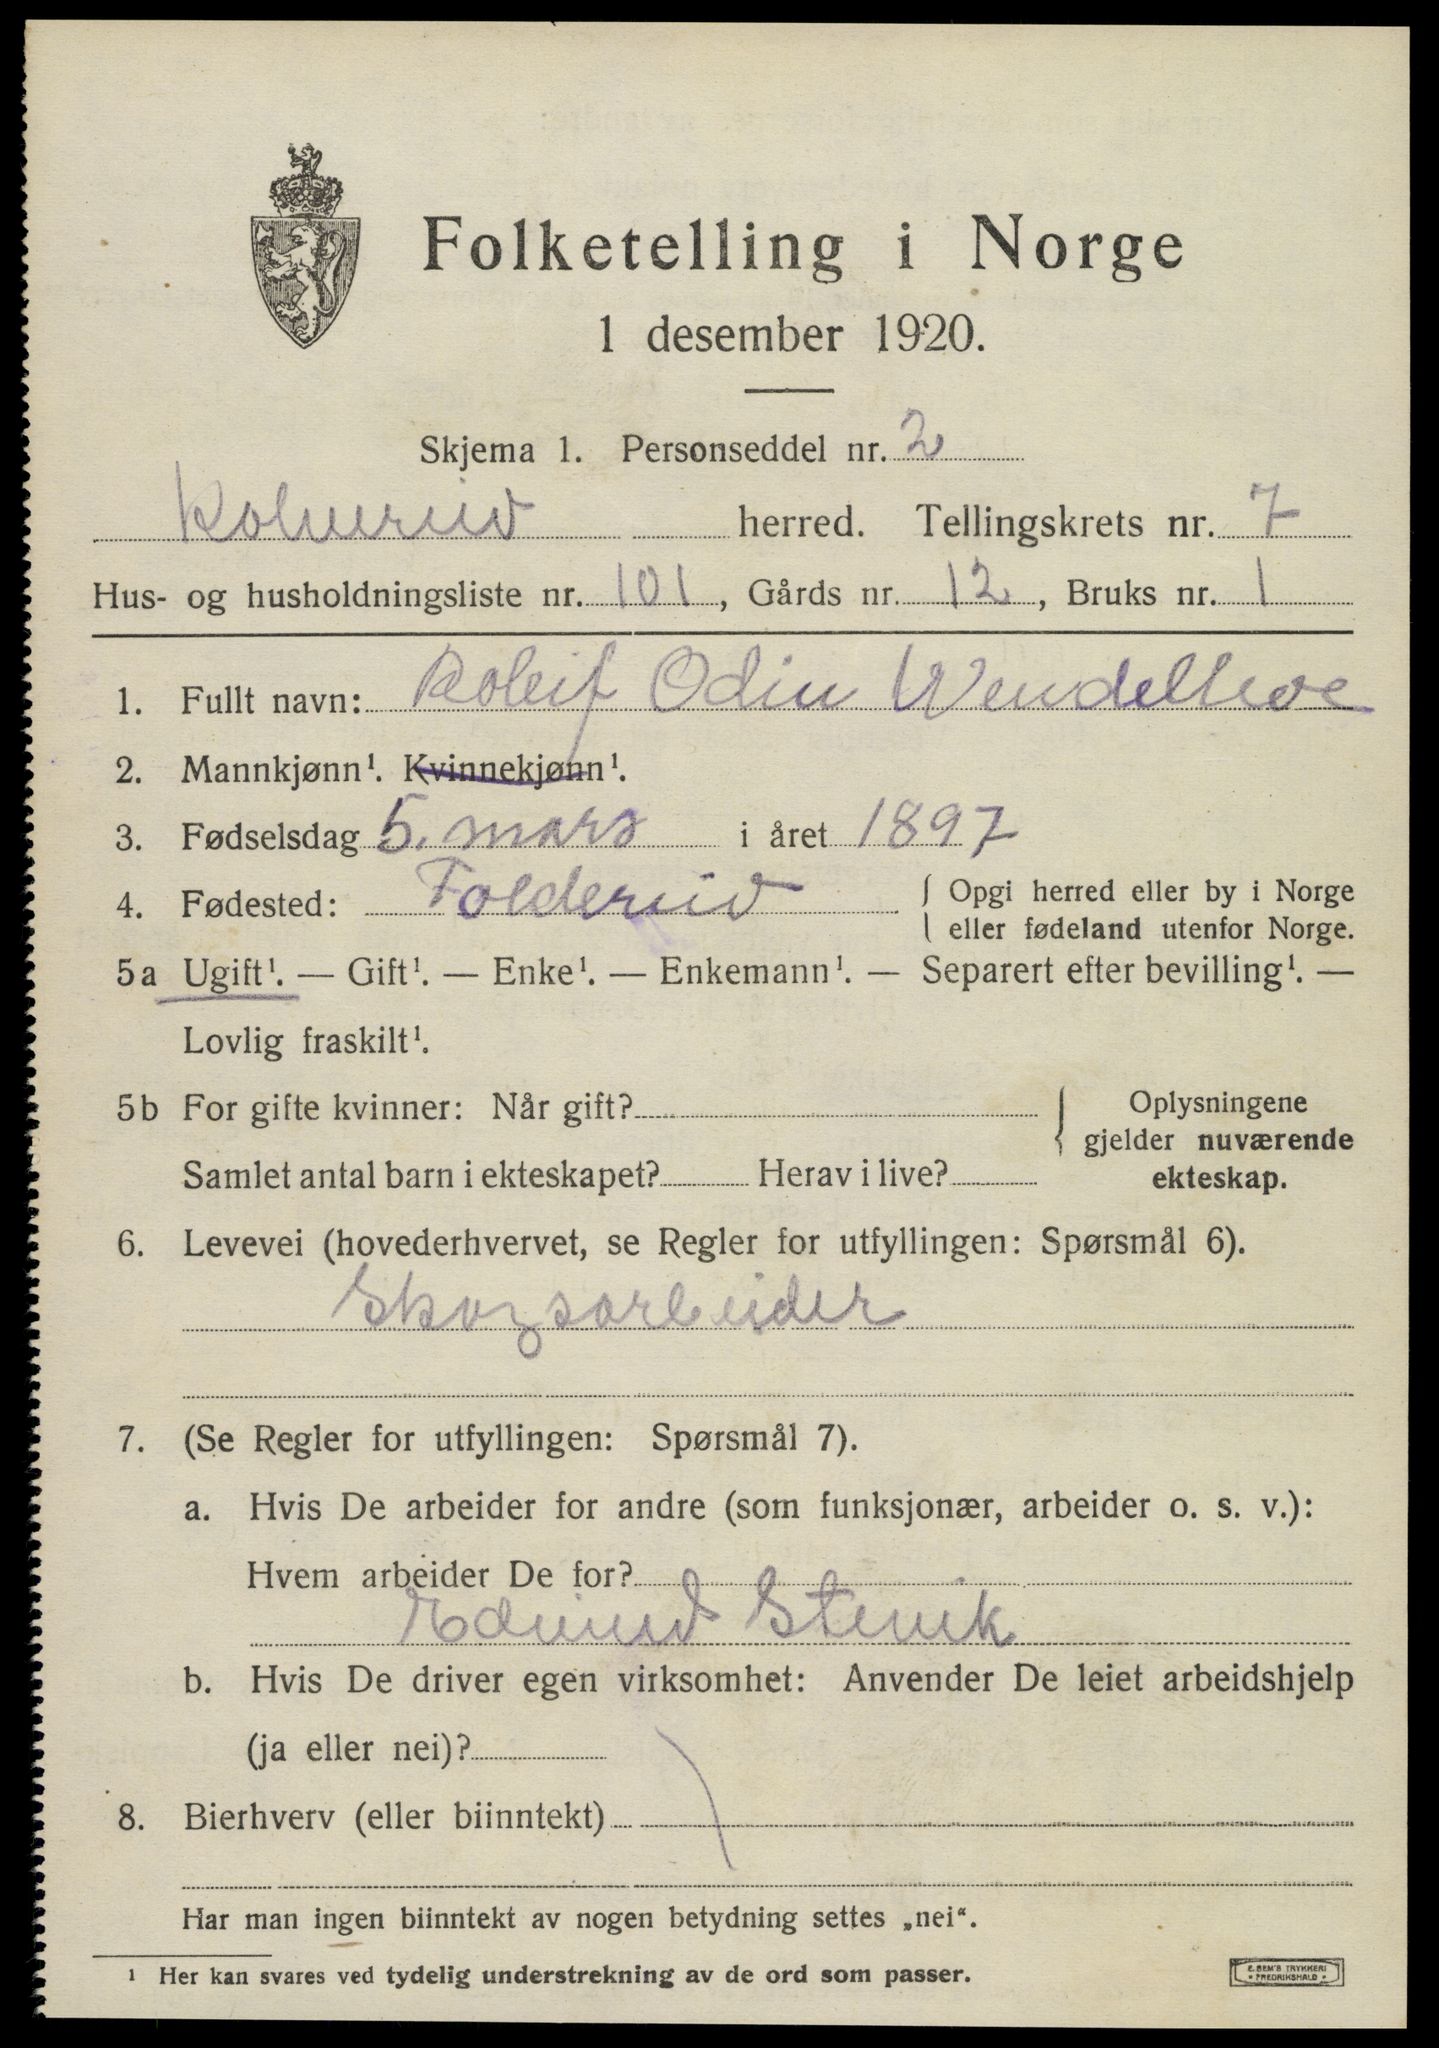 Folketelling i Norge
1 desember 1920.
Skjema 1. Personseddel nr. 2
Kolvereid herred. Tellingskrets nr. 7
Hus- og husholdningsliste nr. 101, Gårds nr. 12, Bruks nr. 1
1. Fullt navn: Roleif Odin Wendelboe
2. Mannkjønn¹. Kvinnekjønn¹.
3. Fødselsdag 5. mars i året 1897
4. Fødested: Foldereid { Opgi herred eller by i Norge
eller fødeland utenfor Norge.
5a Ugift¹. — Gift¹. — Enke¹. — Enkemann¹. — Separert efter bevilling¹. —
Lovlig fraskilt¹.
5b For gifte kvinner: Når gift? { Oplysningene
gjelder nuværende
Samlet antal barn i ekteskapet? Herav i live? ekteskap.
6. Levevei (hovederhvervet, se Regler for utfyllingen: Spørsmål 6).
Skogsarbeider
7. (Se Regler for utfyllingen: Spørsmål 7).
a. Hvis De arbeider for andre (som funksjonær, arbeider o. s. v.):
Hvem arbeider De for?
Edvind Stenik
b. Hvis De driver egen virksomhet: Anvender De leiet arbeidshjelp
(ja eller nei)?
8. Bierhverv (eller biinntekt)
Har man ingen biinntekt av nogen betydning settes „nei“.
¹ Her kan svares ved tydelig understrekning av de ord som passer.
E. SEM'S TRYKKERI
• FREDRIKSHALD •